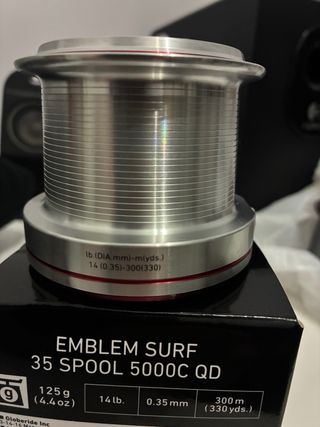 lb.(DIA.mm)-m(yds.)
14(0.35)-300(330)
EMBLEM SURF
35 SPOOL 5000C QD
g
125g
(4.4oz)
14lb.
0.35mm
300m
(330yds.)
Globeride Inc